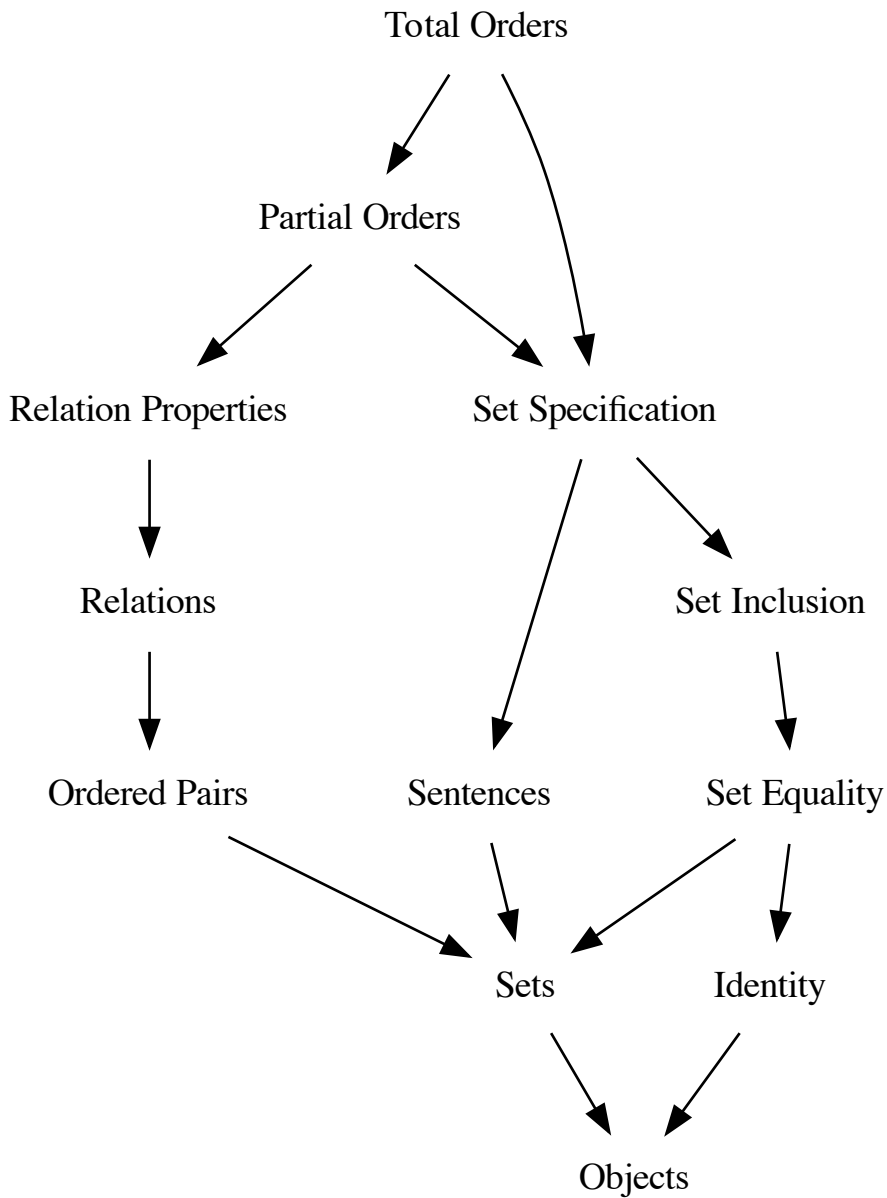 Total Orders
Partial Orders
Relation Properties
Set Specification
Relations
Set Inclusion
Ordered Pairs
Sentences
Set Equality
Sets
Identity
Objects